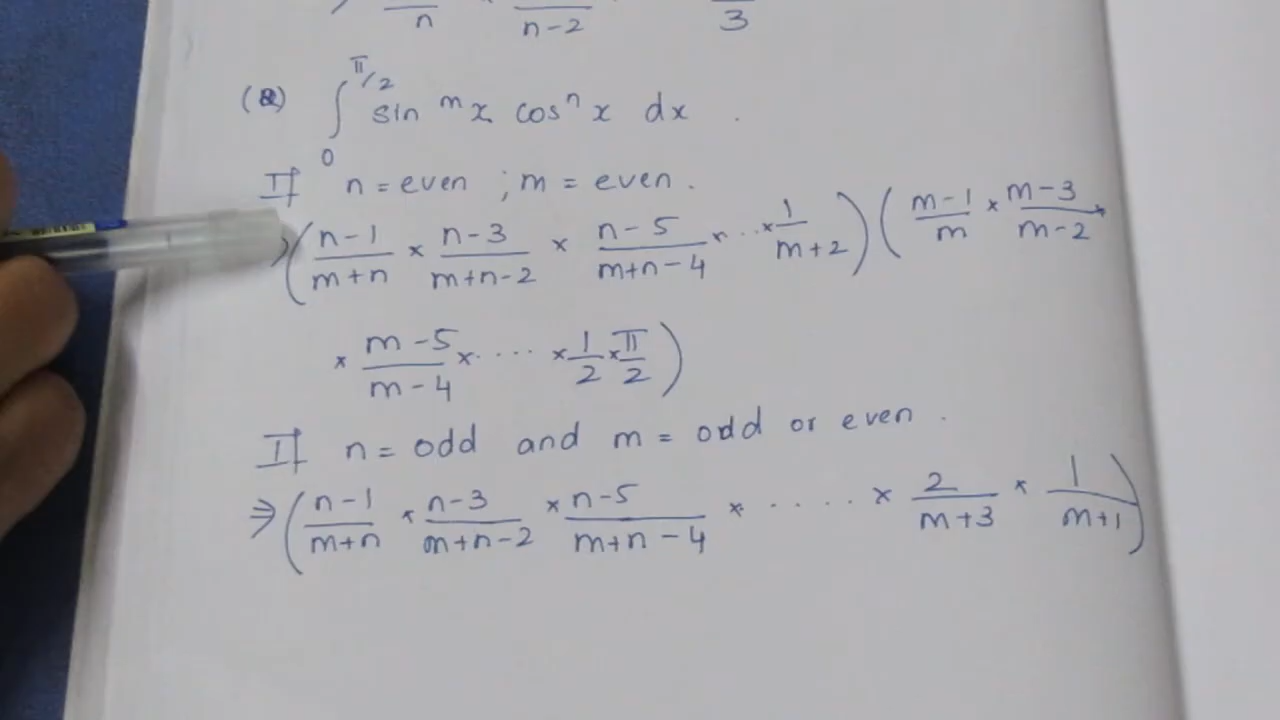 n n-2 3
(Q) ∫₀^π/2 sin^m x cos^n x dx .
If n = even ; m = even .
⇒ ( n-1/m+n × n-3/m+n-2 × n-5/m+n-4 × ... × 1/m+2 ) ( m-1/m × m-3/m-2 ×
× m-5/m-4 × .... × 1/2 × π/2 )
If n = odd and m = odd or even .
⇒ ( n-1/m+n × n-3/m+n-2 × n-5/m+n-4 × ..... × 2/m+3 × 1/m+1 )